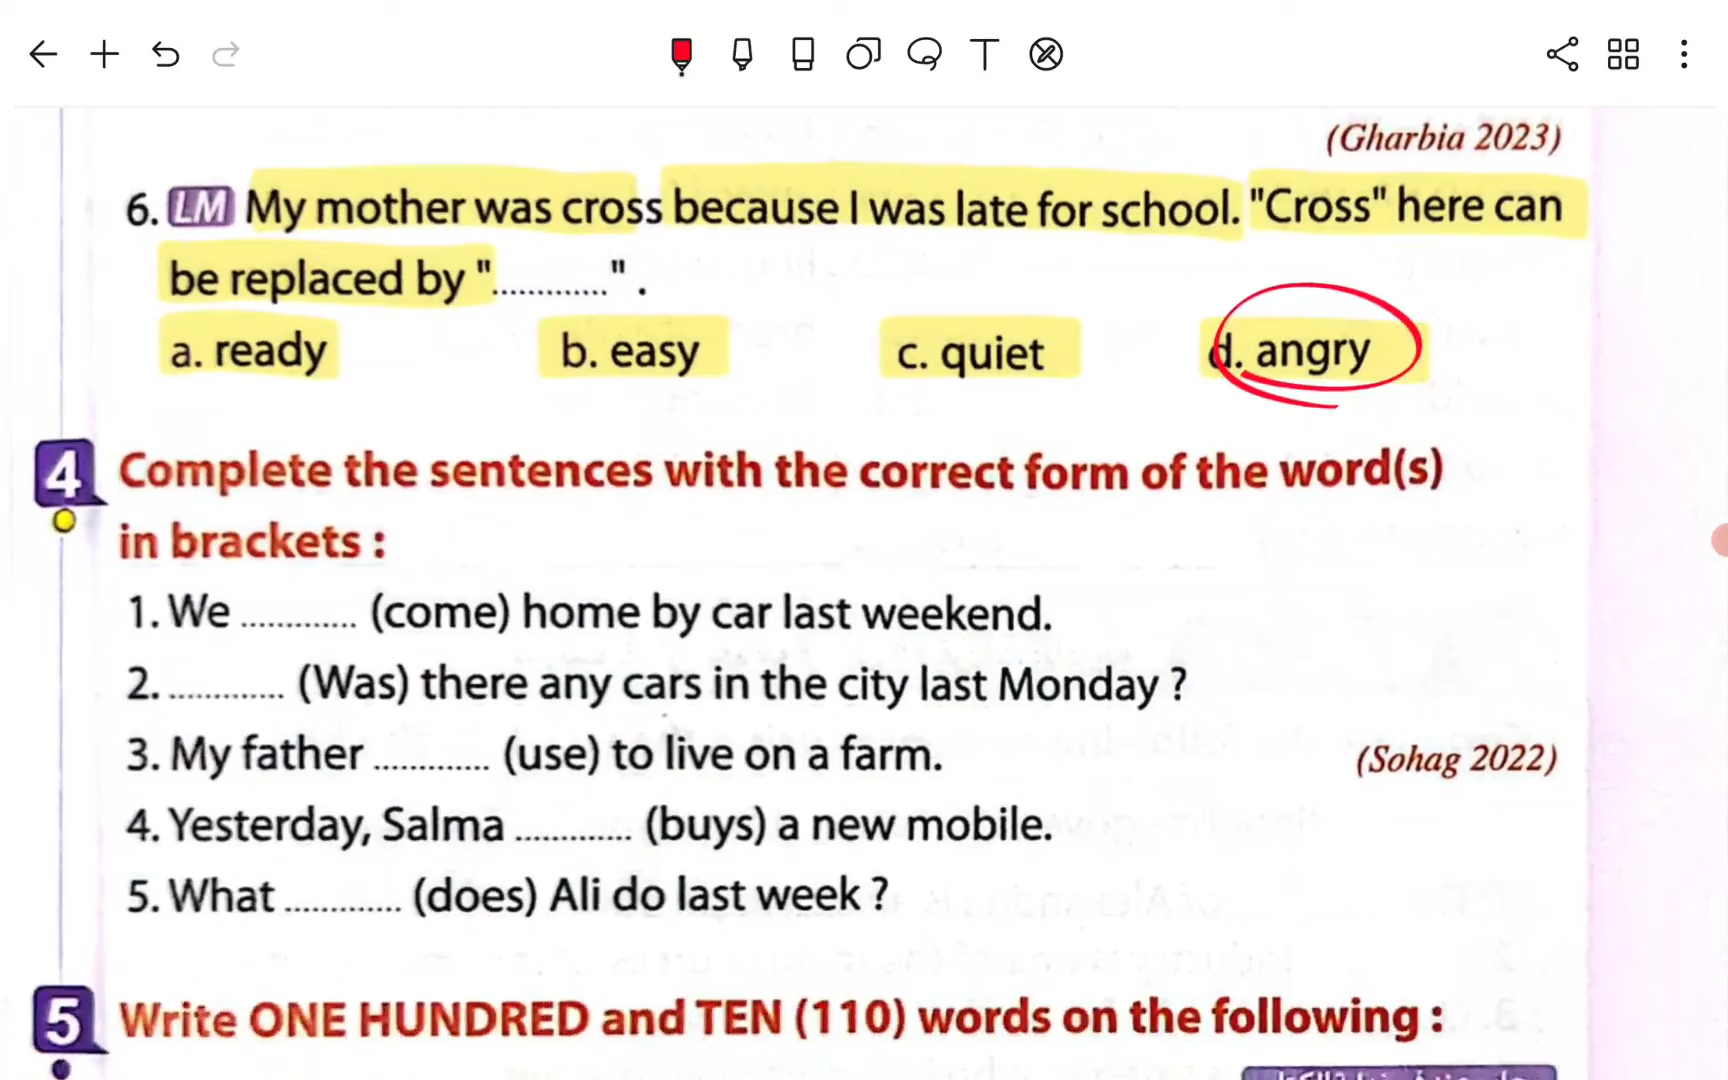 (Gharbia 2023)
6. LM My mother was cross because I was late for school. "Cross" here can
be replaced by "............" .
a. ready b. easy c. quiet d. angry
4 Complete the sentences with the correct form of the word(s)
in brackets :
1. We ............ (come) home by car last weekend.
2. ............ (Was) there any cars in the city last Monday ?
3. My father ............ (use) to live on a farm. (Sohag 2022)
4. Yesterday, Salma ............ (buys) a new mobile.
5. What ............ (does) Ali do last week ?
5 Write ONE HUNDRED and TEN (110) words on the following :